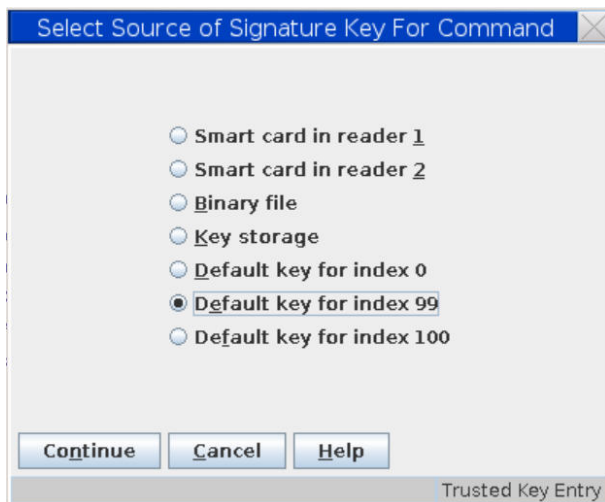 Select Source of Signature Key For Command
Smart card in reader 1
Smart card in reader 2
Binary file
Key storage
Default key for index 0
Default key for index 99
Default key for index 100
Continue Cancel Help
Trusted Key Entry